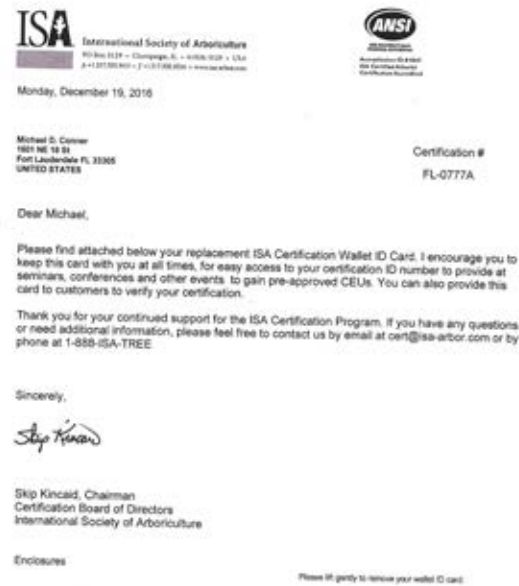 ISA
International Society of Arboriculture
ANSI
Monday, December 19, 2016
Michael D. Conner
1601 NE 18 St
Fort Lauderdale FL 33305
UNITED STATES
Certification #
FL-0777A
Dear Michael,
Please find attached below your replacement ISA Certification Wallet ID Card. I encourage you to
keep this card with you at all times, for easy access to your certification ID number to provide at
seminars, conferences and other events to gain pre-approved CEUs. You can also provide this
card to customers to verify your certification.
Thank you for your continued support for the ISA Certification Program. If you have any questions
or need additional information, please feel free to contact us by email at cert@isa-arbor.com or by
phone at 1-888-ISA-TREE
Sincerely,
Skip Kincaid
Skip Kincaid, Chairman
Certification Board of Directors
International Society of Arboriculture
Enclosures
Please lift gently to remove your wallet ID card.